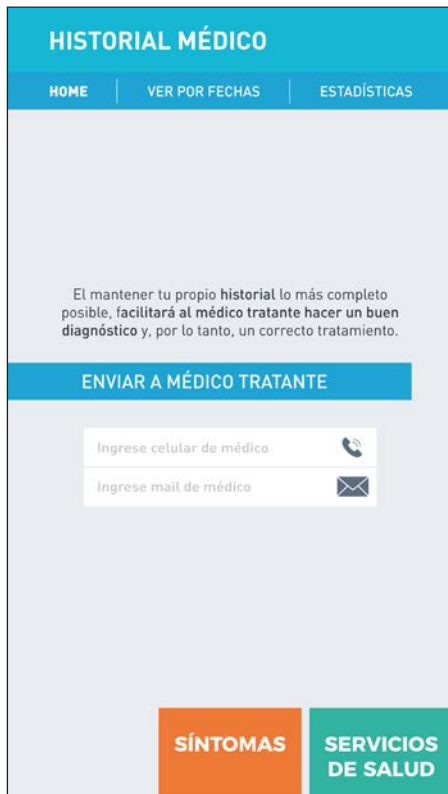 HISTORIAL MÉDICO
HOME VER POR FECHAS ESTADÍSTICAS
El mantener tu propio historial lo más completo
posible, facilitará al médico tratante hacer un buen
diagnóstico y, por lo tanto, un correcto tratamiento.
ENVIAR A MÉDICO TRATANTE
Ingrese celular de médico
Ingrese mail de médico
SÍNTOMAS
SERVICIOS
DE SALUD